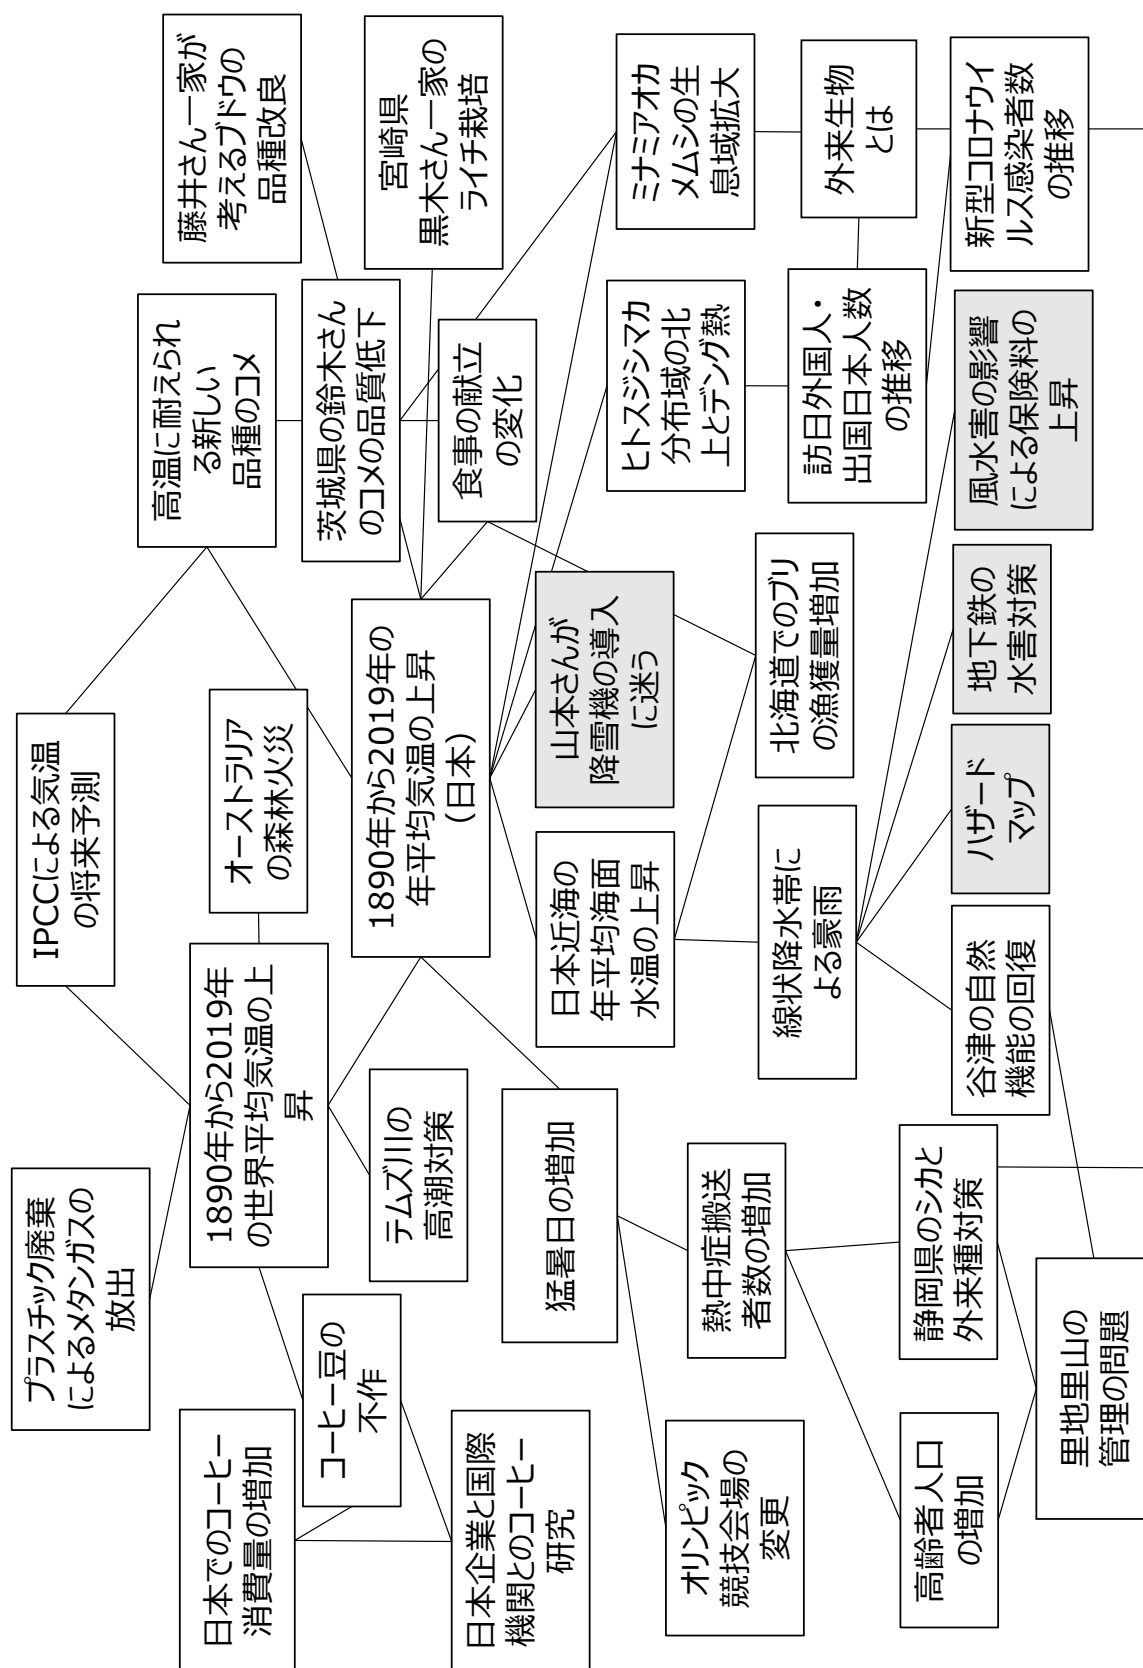 プラスチック廃棄
によるメタンガスの
放出
IPCCによる気温
の将来予測
高温に耐えられ
る新しい
品種のコメ
藤井さん一家が
考えるブドウの
品種改良
日本でのコーヒー
消費量の増加
1890年から2019年
の世界平均気温の上
昇
オーストラリア
の森林火災
コーヒー豆の
不作
茨城県の鈴木さん
のコメの品質低下
テムズ川の
高潮対策
1890年から2019年の
年平均気温の上昇
(日本)
宮崎県
黒木さん一家の
ライチ栽培
日本企業と国際
機関とのコーヒー
研究
食事の献立
の変化
猛暑日の増加
日本近海の
年平均海面
水温の上昇
山本さんが
降雪機の導入
に迷う
ヒトスジシマカ
分布域の北
上とデング熱
ミナミアオカ
メムシの生
息域拡大
オリンピック
競技会場の
変更
熱中症搬送
者数の増加
線状降水帯に
よる豪雨
北海道でのブリ
の漁獲量増加
訪日外国人・
出国日本人数
の推移
外来生物
とは
高齢者人口
の増加
静岡県のシカと
外来種対策
谷津の自然
機能の回復
ハザード
マップ
地下鉄の
水害対策
風水害の影響
による保険料の
上昇
新型コロナウイ
ルス感染者数
の推移
里地里山の
管理の問題